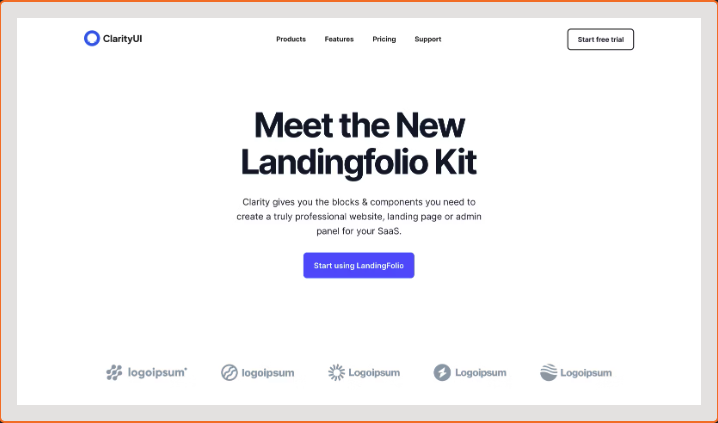 ClarityUI
Products
Features
Pricing
Support
Start free trial
Meet the New
Landingfolio Kit
Clarity gives you the blocks & components you need to
create a truly professional website, landing page or admin
panel for your SaaS.
Start using LandingFolio
logoipsum
logoipsum
Logoipsum
Logoipsum
Logoipsum